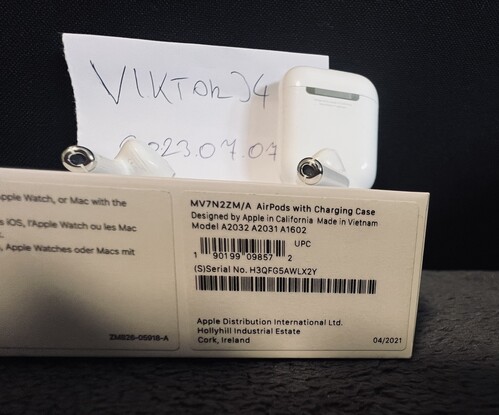 VIKTOR J4
2023.07.07
Apple Watch, or Mac with the
s iOS, l'Apple Watch ou les Mac
, Apple Watches oder Macs mit
ZM826-05918-A
MV7N2ZM/A AirPods with Charging Case
Designed by Apple in California Made in Vietnam
Model A2032 A2031 A1602
UPC
1 90199 09857 2
(S)Serial No. H3QFG5AWLX2Y
Apple Distribution International Ltd.
Hollyhill Industrial Estate
Cork, Ireland
04/2021